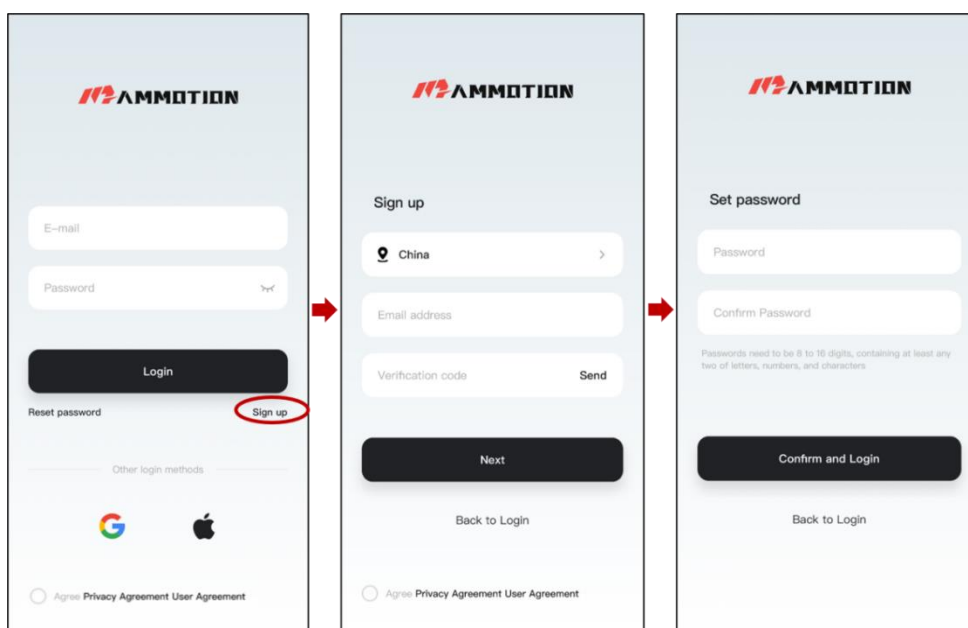 MAMMOTION
E-mail
Password
Login
Reset password
Sign up
Other login methods
Agree Privacy Agreement User Agreement
MAMMOTION
Sign up
China
Email address
Verification code
Send
Next
Back to Login
Agree Privacy Agreement User Agreement
MAMMOTION
Set password
Password
Confirm Password
Passwords need to be 8 to 16 digits, containing at least any
two of letters, numbers, and characters
Confirm and Login
Back to Login